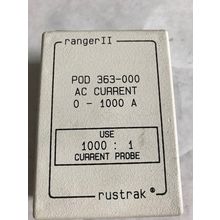 rangerII
POD 363-000
AC CURRENT
0 - 1000 A
USE
1000 : 1
CURRENT PROBE
rustrak®